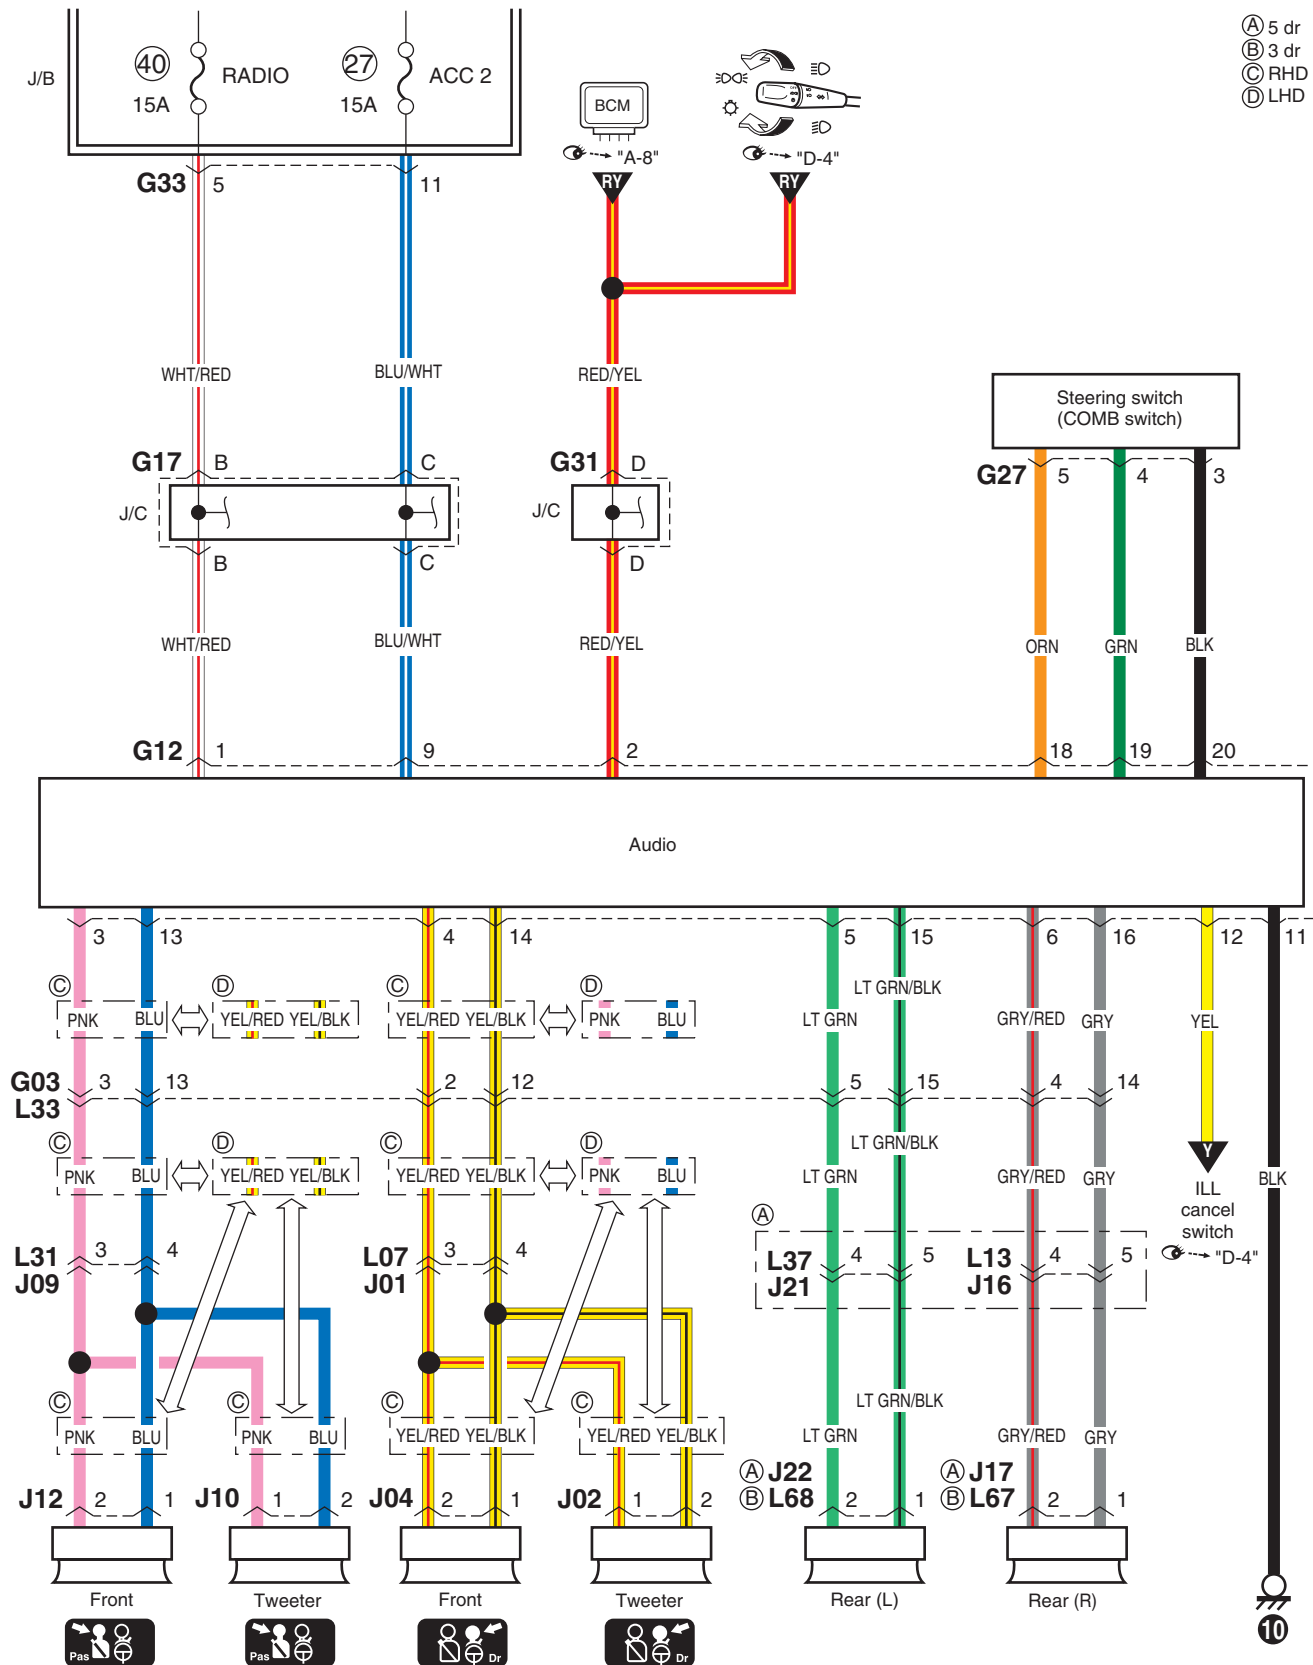 J/B
40 RADIO 15A
27 ACC 2 15A
BCM
"A-8"
"D-4"
A 5 dr
B 3 dr
C RHD
D LHD
RY RY
G33 5 11
WHT/RED BLU/WHT RED/YEL
Steering switch
(COMB switch)
G17 B C G31 D
G27 5 4 3
J/C J/C
B C D
WHT/RED BLU/WHT RED/YEL ORN GRN BLK
G12 1 9 2 18 19 20
Audio
3 13 4 14 5 15 6 16 12 11
C D C D
LT GRN/BLK
PNK BLU YEL/RED YEL/BLK YEL/RED YEL/BLK PNK BLU LT GRN GRY/RED GRY YEL
G03 3 13 2 12 5 15 4 14
L33
C D C D
LT GRN/BLK
PNK BLU YEL/RED YEL/BLK YEL/RED YEL/BLK PNK BLU LT GRN GRY/RED GRY
Y
ILL
cancel
switch
"D-4"
BLK
A
L31 3 4 L07 3 4 L37 4 5 L13 4 5
J09 J01 J21 J16
C C C C
LT GRN/BLK
PNK BLU PNK BLU YEL/RED YEL/BLK YEL/RED YEL/BLK LT GRN GRY/RED GRY
A J22 A J17
J12 2 1 J10 1 2 J04 2 1 J02 1 2 B L68 2 1 B L67 2 1
Front Tweeter Front Tweeter Rear (L) Rear (R)
Pas Pas Dr Dr
10